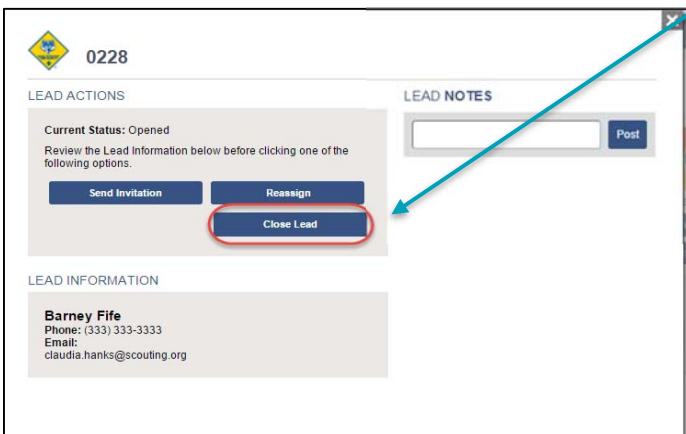 0228
LEAD ACTIONS
Current Status: Opened
Review the Lead Information below before clicking one of the
following options.
Send Invitation
Reassign
Close Lead
LEAD NOTES
Post
LEAD INFORMATION
Barney Fife
Phone: (333) 333-3333
Email:
claudia.hanks@scouting.org